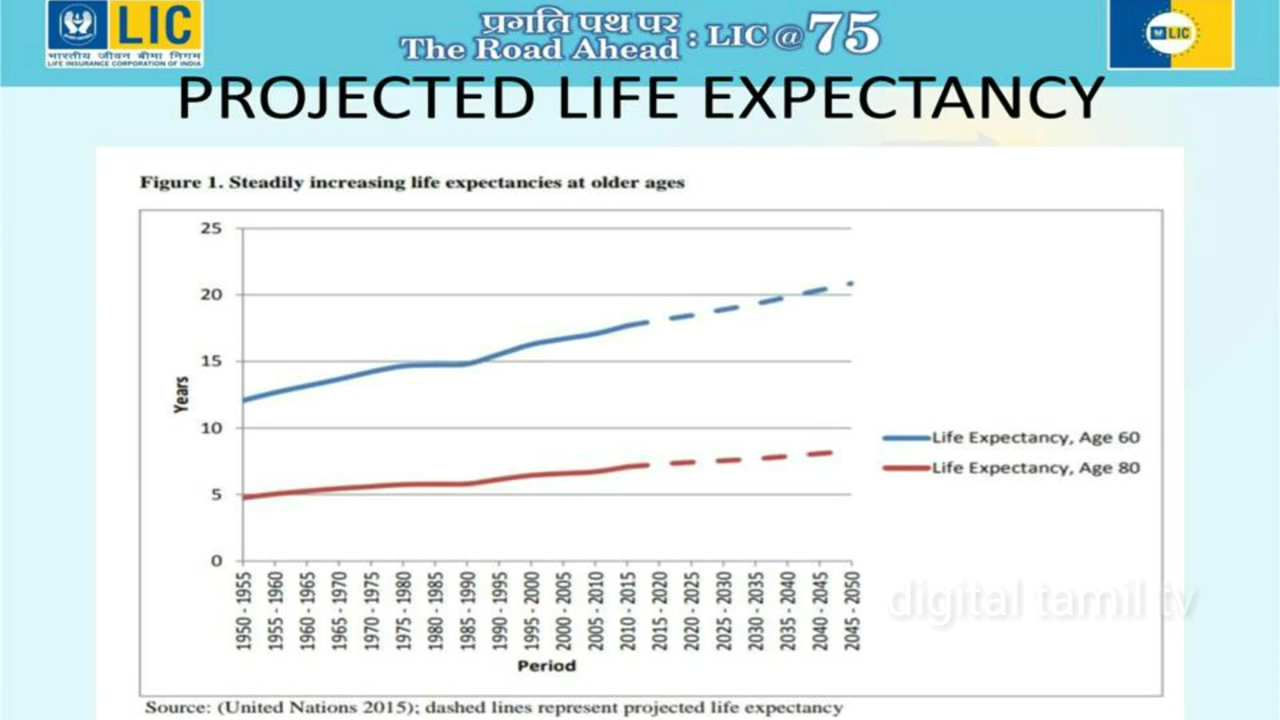 LIC
भारतीय जीवन बीमा निगम
LIFE INSURANCE CORPORATION OF INDIA
प्रगति पथ पर
The Road Ahead : LIC @ 75
LIC
PROJECTED LIFE EXPECTANCY
Figure 1. Steadily increasing life expectancies at older ages
25
20
15
10
5
0
Years
Life Expectancy, Age 60
Life Expectancy, Age 80
1950 - 1955
1955 - 1960
1960 - 1965
1965 - 1970
1970 - 1975
1975 - 1980
1980 - 1985
1985 - 1990
1990 - 1995
1995 - 2000
2000 - 2005
2005 - 2010
2010 - 2015
2015 - 2020
2020 - 2025
2025 - 2030
2030 - 2035
2035 - 2040
2040 - 2045
2045 - 2050
Period
digital tamil tv
Source: (United Nations 2015); dashed lines represent projected life expectancy